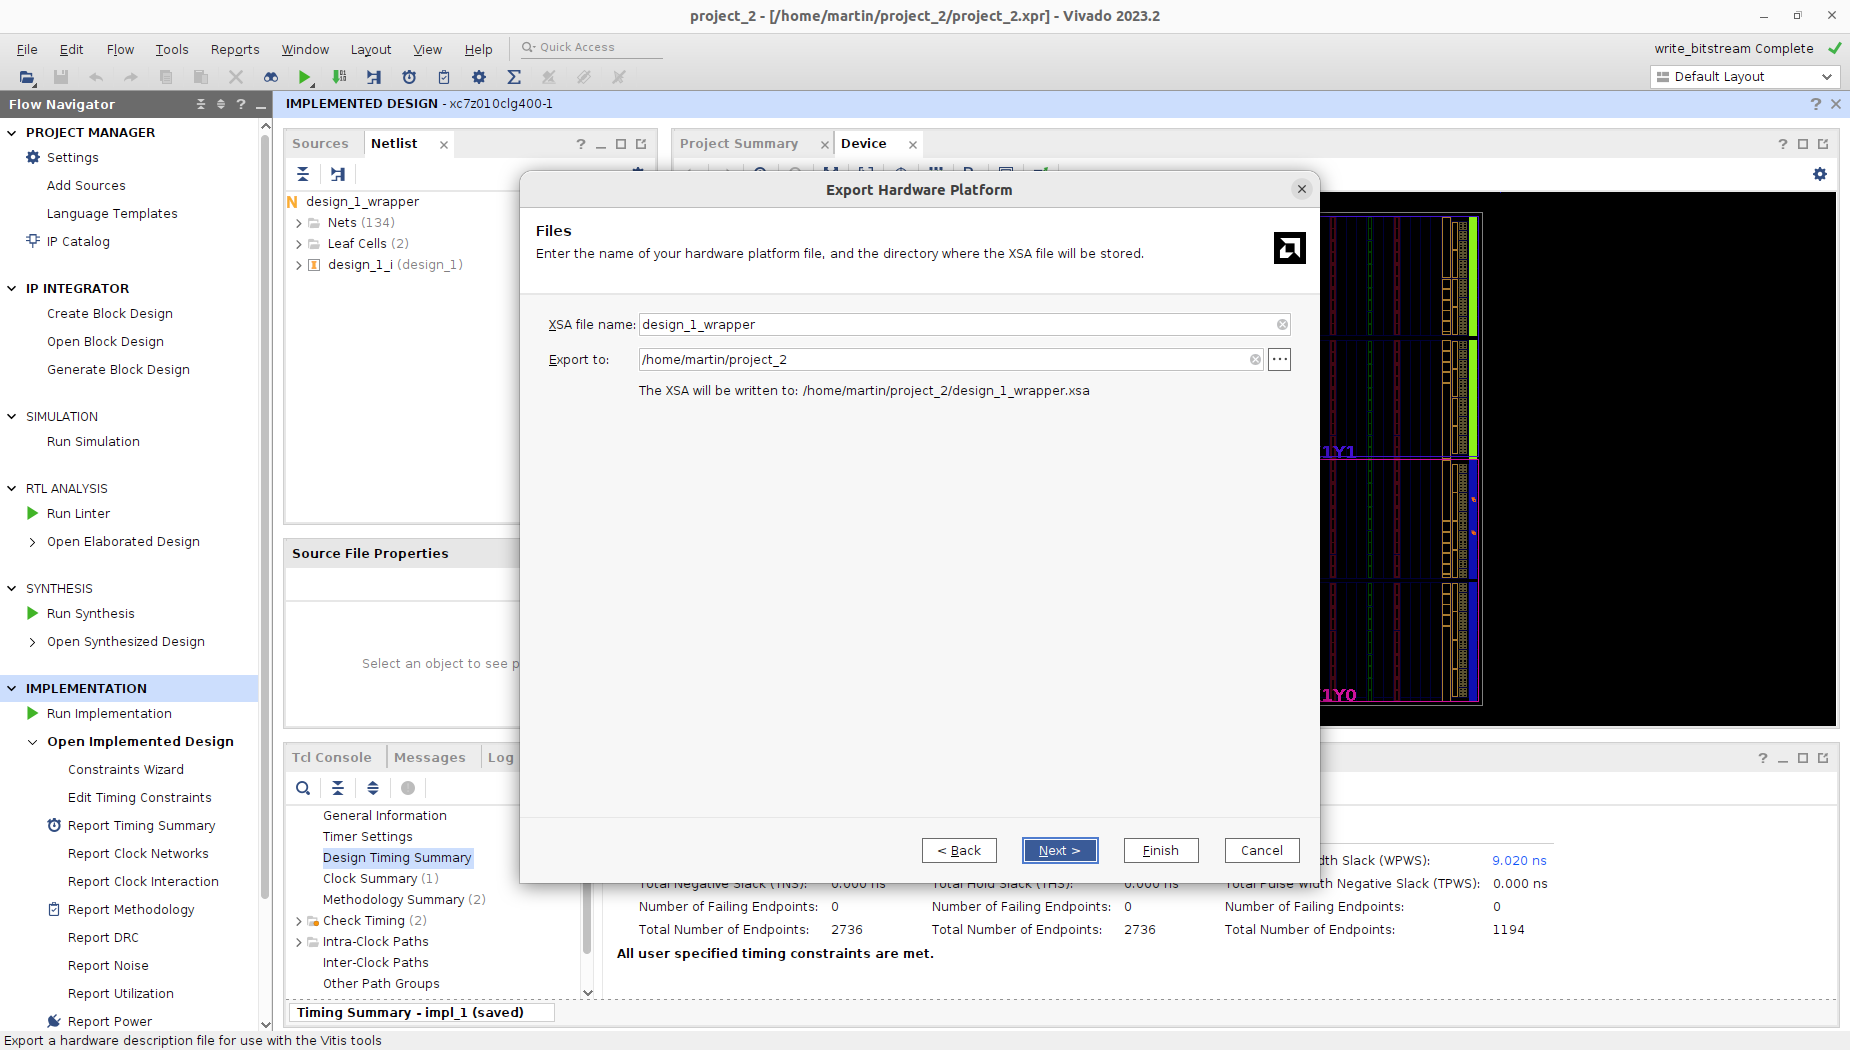 project_2 - [/home/martin/project_2/project_2.xpr] - Vivado 2023.2
File Edit Flow Tools Reports Window Layout View Help Quick Access
write_bitstream Complete
Default Layout
Flow Navigator
IMPLEMENTED DESIGN - xc7z010clg400-1
PROJECT MANAGER
Settings
Add Sources
Language Templates
IP Catalog
IP INTEGRATOR
Create Block Design
Open Block Design
Generate Block Design
SIMULATION
Run Simulation
RTL ANALYSIS
Run Linter
Open Elaborated Design
SYNTHESIS
Run Synthesis
Open Synthesized Design
IMPLEMENTATION
Run Implementation
Open Implemented Design
Constraints Wizard
Edit Timing Constraints
Report Timing Summary
Report Clock Networks
Report Clock Interaction
Report Methodology
Report DRC
Report Noise
Report Utilization
Report Power
Sources Netlist
design_1_wrapper
Nets (134)
Leaf Cells (2)
design_1_i (design_1)
Source File Properties
Select an object to see p
Project Summary Device
1Y1
1Y0
Export Hardware Platform
Files
Enter the name of your hardware platform file, and the directory where the XSA file will be stored.
XSA file name: design_1_wrapper
Export to: /home/martin/project_2
The XSA will be written to: /home/martin/project_2/design_1_wrapper.xsa
< Back Next > Finish Cancel
Tcl Console Messages Log
General Information
Timer Settings
Design Timing Summary
Clock Summary (1)
Methodology Summary (2)
Check Timing (2)
Intra-Clock Paths
Inter-Clock Paths
Other Path Groups
dth Slack (WPWS): 9.020 ns
Total Negative Slack (TNS): 0.000 ns Total Hold Slack (THS): 0.000 ns Total Pulse Width Negative Slack (TPWS): 0.000 ns
Number of Failing Endpoints: 0 Number of Failing Endpoints: 0 Number of Failing Endpoints: 0
Total Number of Endpoints: 2736 Total Number of Endpoints: 2736 Total Number of Endpoints: 1194
All user specified timing constraints are met.
Timing Summary - impl_1 (saved)
Export a hardware description file for use with the Vitis tools